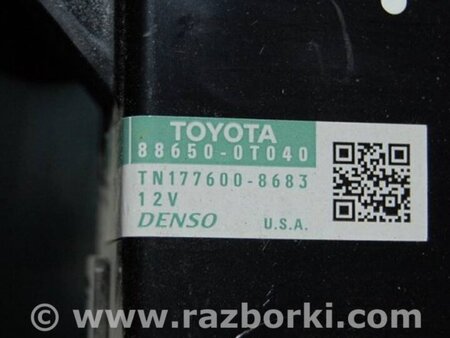 TOYOTA
88650-0T040
TN177600-8683
12V
DENSO U.S.A.
© www.razborki.com